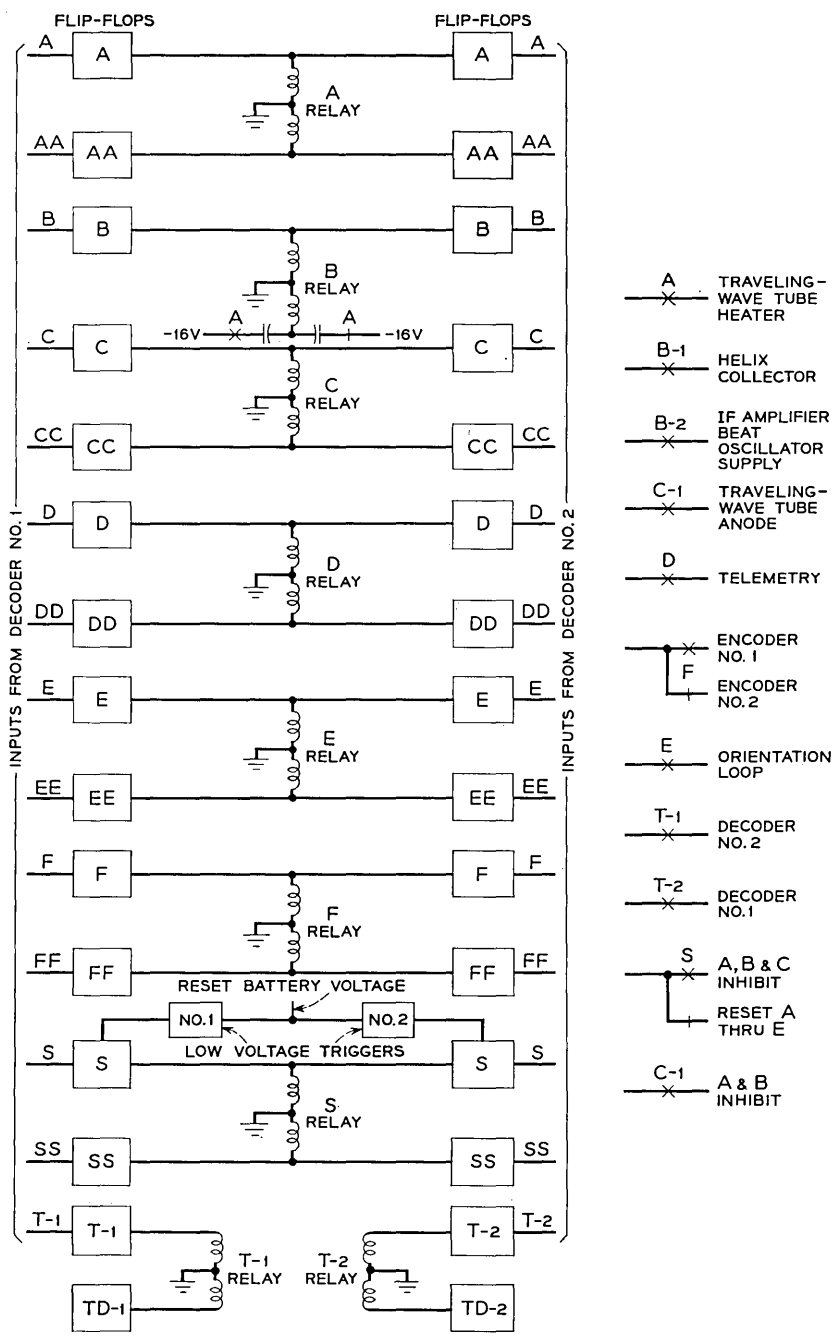 FLIP-FLOPS FLIP-FLOPS
A A A A
A
RELAY
AA AA AA AA
B B B B
B
RELAY
-16V A A -16V
C C C C
C
RELAY
CC CC CC CC
D D D D
D
RELAY
DD DD DD DD
E E E E
E
RELAY
EE EE EE EE
F F F F
F
RELAY
FF FF FF FF
RESET BATTERY VOLTAGE
NO.1 NO.2
LOW VOLTAGE TRIGGERS
S S S S
S
RELAY
SS SS SS SS
T-1 T-1 T-2 T-2
T-1
RELAY
T-2
RELAY
TD-1 TD-2
INPUTS FROM DECODER NO.1
INPUTS FROM DECODER NO.2
A TRAVELING-
WAVE TUBE
HEATER
B-1 HELIX
COLLECTOR
B-2 IF AMPLIFIER
BEAT
OSCILLATOR
SUPPLY
C-1 TRAVELING-
WAVE TUBE
ANODE
D TELEMETRY
ENCODER
NO.1
F ENCODER
NO.2
E ORIENTATION
LOOP
T-1 DECODER
NO.2
T-2 DECODER
NO.1
S A, B & C
INHIBIT
RESET A
THRU E
C-1 A & B
INHIBIT